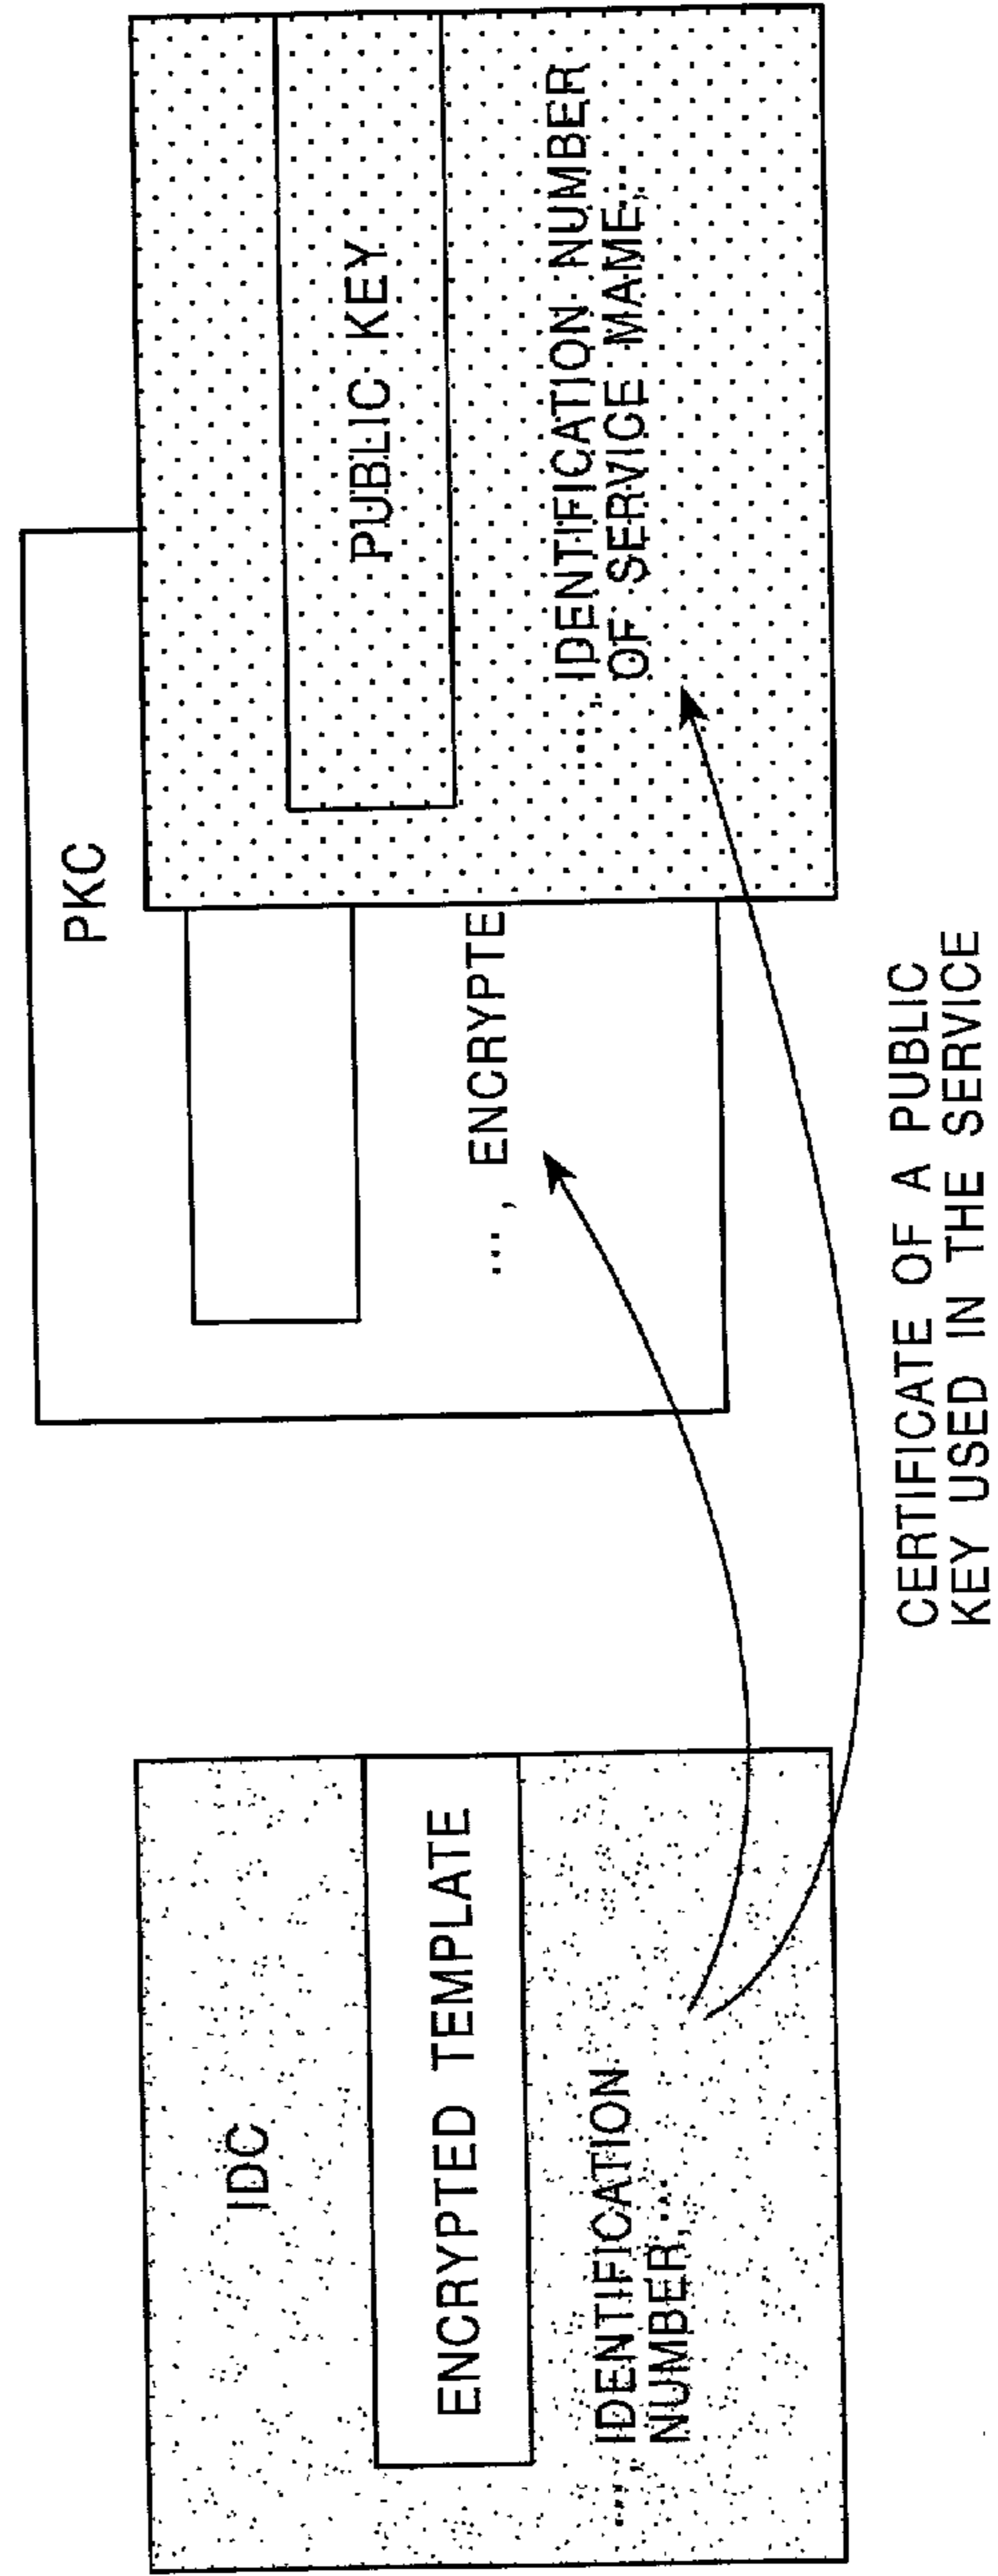 IDC
ENCRYPTED TEMPLATE
..., IDENTIFICATION
NUMBER,...
PKC
..., ENCRYPTE
PUBLIC KEY
..., IDENTIFICATION NUMBER
OF SERVICE MAME,...
CERTIFICATE OF A PUBLIC
KEY USED IN THE SERVICE